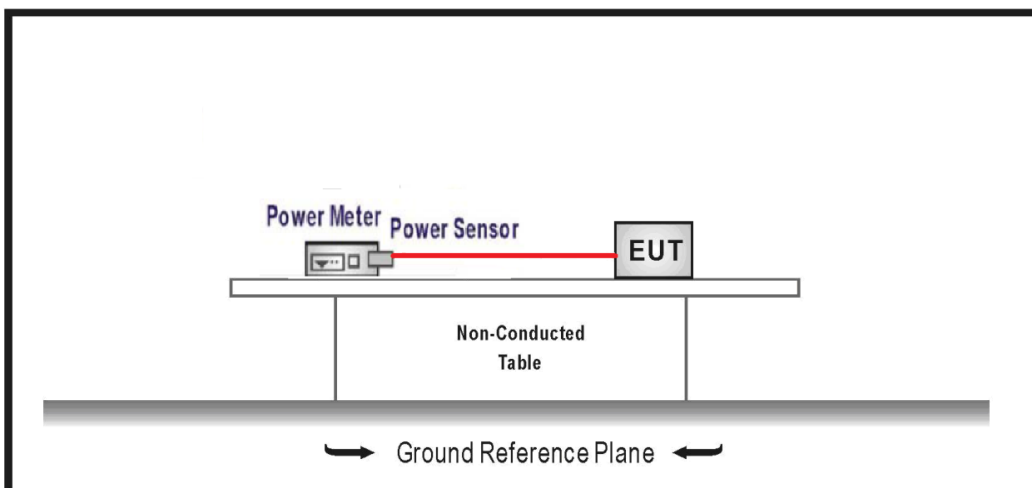 Power Meter
Power Sensor
EUT
Non-Conducted
Table
Ground Reference Plane